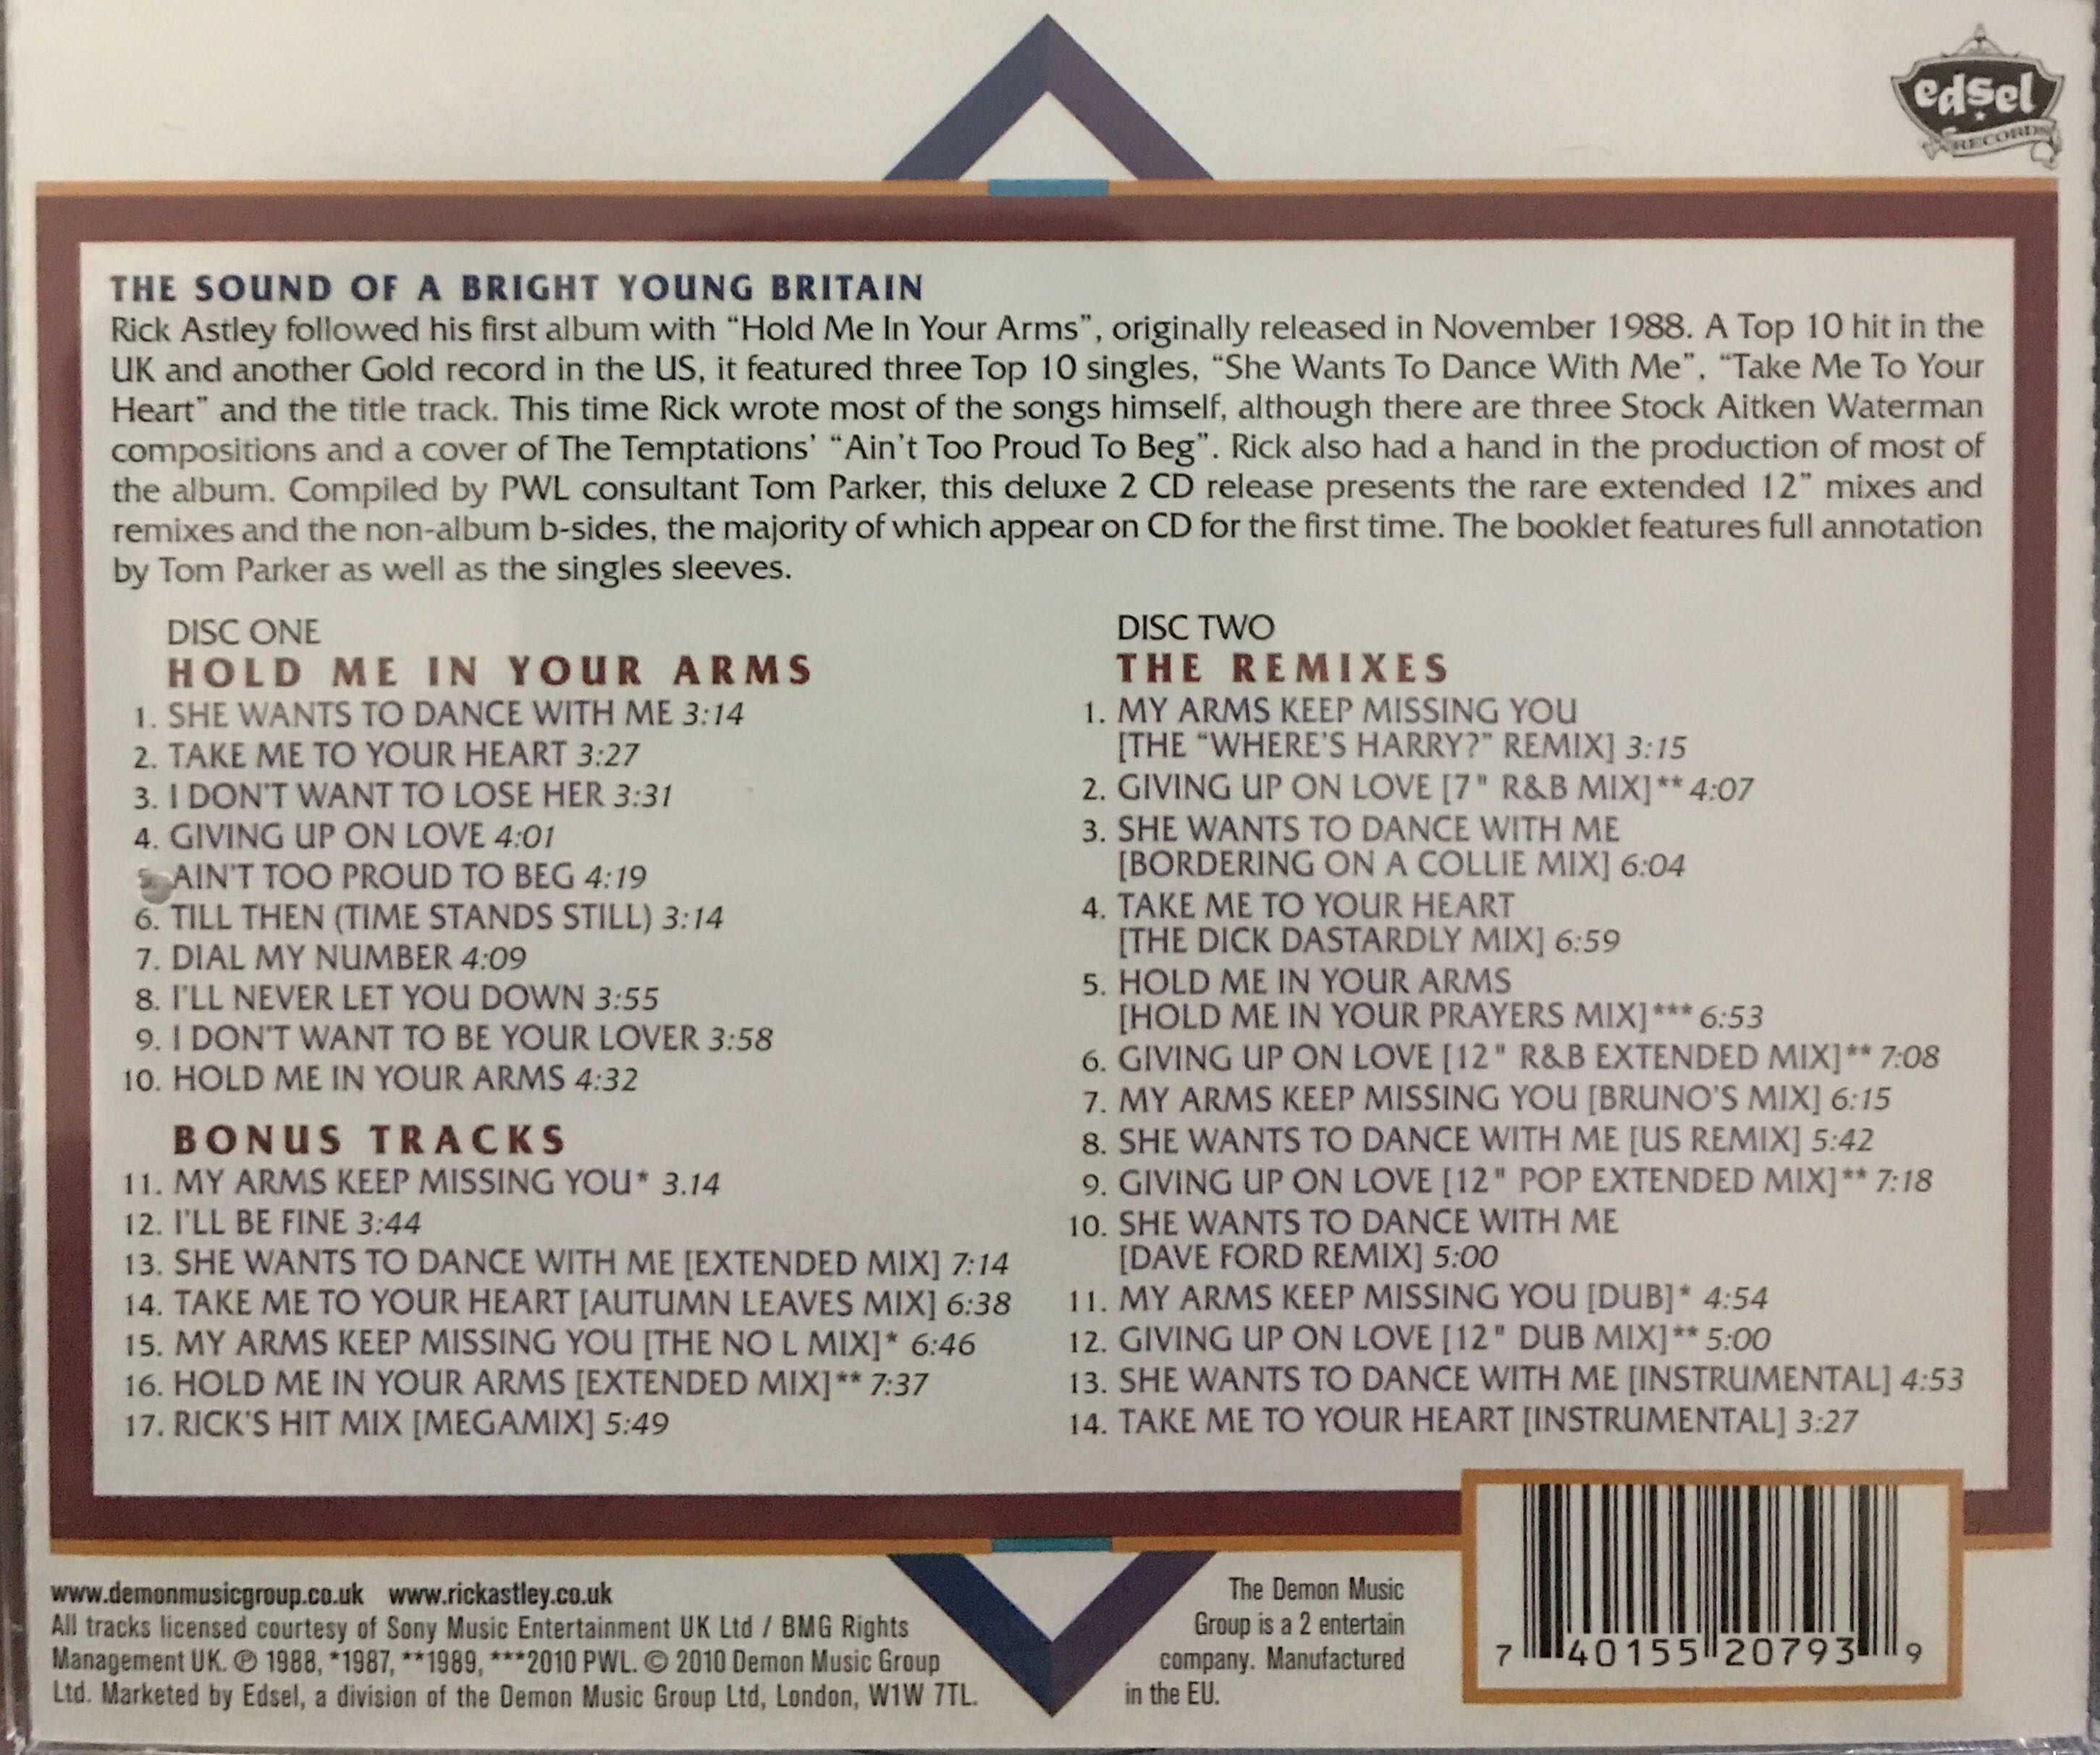 edsel
RECORDS
THE SOUND OF A BRIGHT YOUNG BRITAIN
Rick Astley followed his first album with “Hold Me In Your Arms”, originally released in November 1988. A Top 10 hit in the
UK and another Gold record in the US, it featured three Top 10 singles, “She Wants To Dance With Me”, “Take Me To Your
Heart” and the title track. This time Rick wrote most of the songs himself, although there are three Stock Aitken Waterman
compositions and a cover of The Temptations’ “Ain’t Too Proud To Beg”. Rick also had a hand in the production of most of
the album. Compiled by PWL consultant Tom Parker, this deluxe 2 CD release presents the rare extended 12” mixes and
remixes and the non-album b-sides, the majority of which appear on CD for the first time. The booklet features full annotation
by Tom Parker as well as the singles sleeves.
DISC ONE
HOLD ME IN YOUR ARMS
1. SHE WANTS TO DANCE WITH ME 3:14
2. TAKE ME TO YOUR HEART 3:27
3. I DON'T WANT TO LOSE HER 3:31
4. GIVING UP ON LOVE 4:01
5. AIN'T TOO PROUD TO BEG 4:19
6. TILL THEN (TIME STANDS STILL) 3:14
7. DIAL MY NUMBER 4:09
8. I'LL NEVER LET YOU DOWN 3:55
9. I DON'T WANT TO BE YOUR LOVER 3:58
10. HOLD ME IN YOUR ARMS 4:32
BONUS TRACKS
11. MY ARMS KEEP MISSING YOU* 3.14
12. I'LL BE FINE 3:44
13. SHE WANTS TO DANCE WITH ME [EXTENDED MIX] 7:14
14. TAKE ME TO YOUR HEART [AUTUMN LEAVES MIX] 6:38
15. MY ARMS KEEP MISSING YOU [THE NO L MIX]* 6:46
16. HOLD ME IN YOUR ARMS [EXTENDED MIX]** 7:37
17. RICK'S HIT MIX [MEGAMIX] 5:49
DISC TWO
THE REMIXES
1. MY ARMS KEEP MISSING YOU
[THE “WHERE'S HARRY?” REMIX] 3:15
2. GIVING UP ON LOVE [7" R&B MIX]** 4:07
3. SHE WANTS TO DANCE WITH ME
[BORDERING ON A COLLIE MIX] 6:04
4. TAKE ME TO YOUR HEART
[THE DICK DASTARDLY MIX] 6:59
5. HOLD ME IN YOUR ARMS
[HOLD ME IN YOUR PRAYERS MIX]*** 6:53
6. GIVING UP ON LOVE [12" R&B EXTENDED MIX]** 7:08
7. MY ARMS KEEP MISSING YOU [BRUNO'S MIX] 6:15
8. SHE WANTS TO DANCE WITH ME [US REMIX] 5:42
9. GIVING UP ON LOVE [12" POP EXTENDED MIX]** 7:18
10. SHE WANTS TO DANCE WITH ME
[DAVE FORD REMIX] 5:00
11. MY ARMS KEEP MISSING YOU [DUB]* 4:54
12. GIVING UP ON LOVE [12" DUB MIX]** 5:00
13. SHE WANTS TO DANCE WITH ME [INSTRUMENTAL] 4:53
14. TAKE ME TO YOUR HEART [INSTRUMENTAL] 3:27
www.demonmusicgroup.co.uk www.rickastley.co.uk
All tracks licensed courtesy of Sony Music Entertainment UK Ltd / BMG Rights
Management UK. ℗ 1988, *1987, **1989, ***2010 PWL. © 2010 Demon Music Group
Ltd. Marketed by Edsel, a division of the Demon Music Group Ltd, London, W1W 7TL.
The Demon Music
Group is a 2 entertain
company. Manufactured
in the EU.
7 40155 20793 9